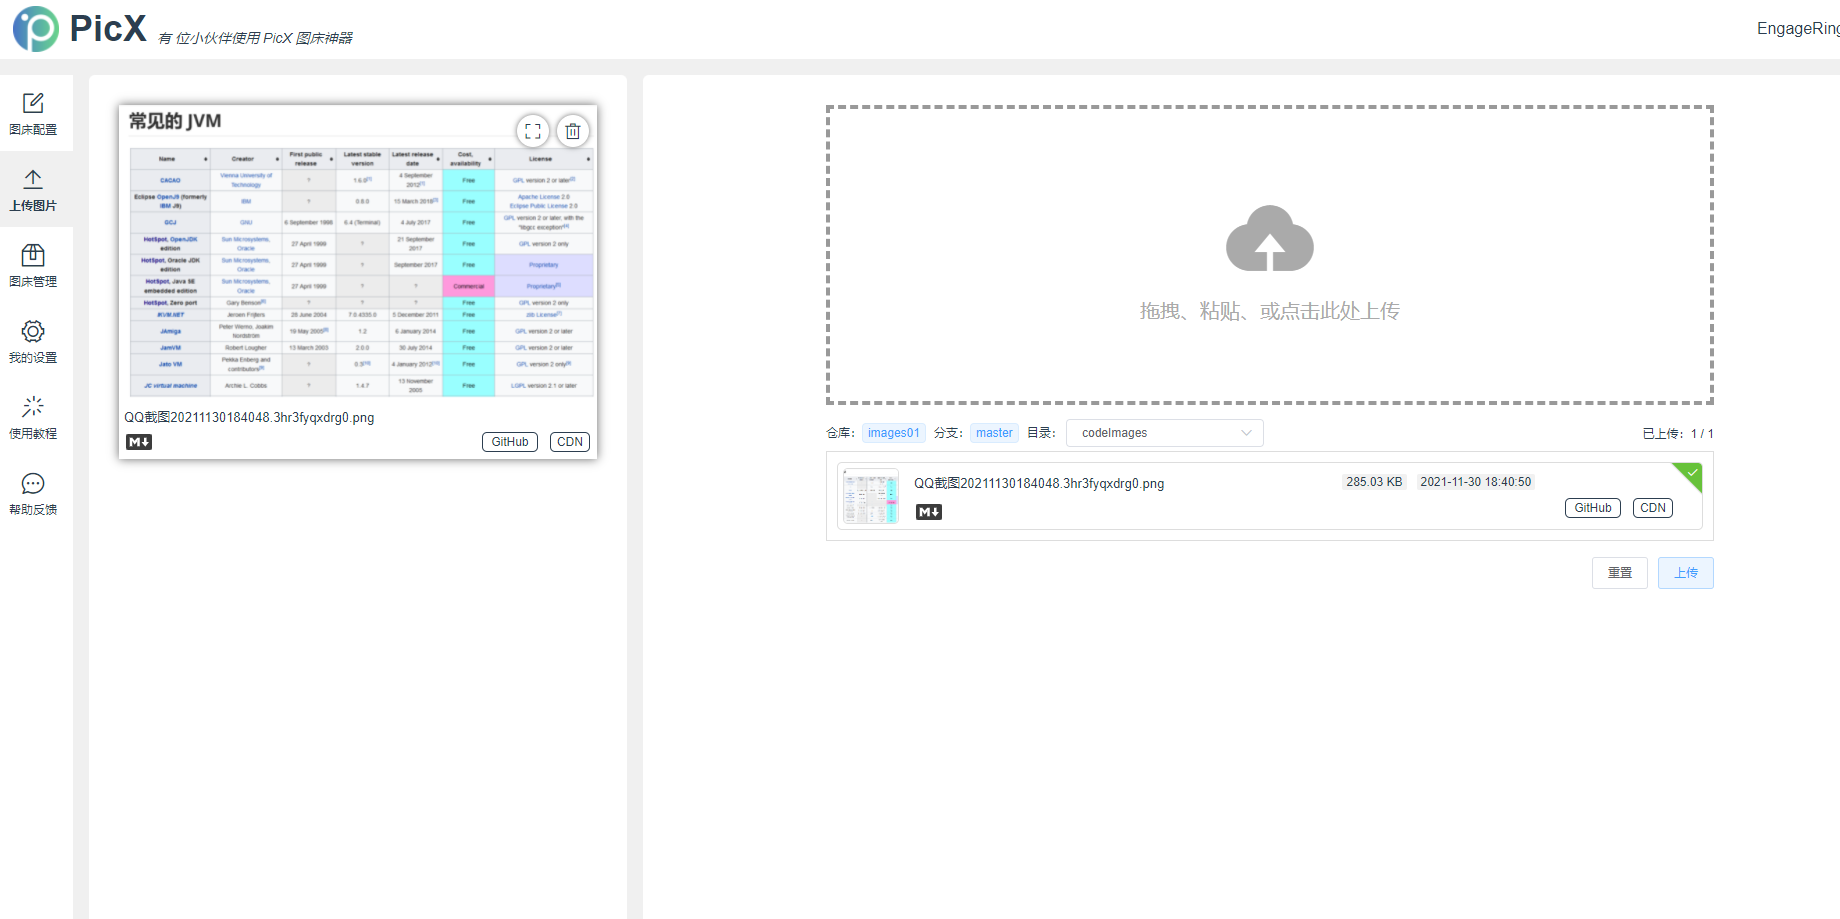 PicX 有 位小伙伴使用 PicX 图床神器
EngageRing
图床配置
上传图片
图床管理
我的设置
使用教程
帮助反馈
常见的 JVM
Name Creator First public release Latest stable version Latest release date Cost, availability License
CACAO Vienna University of Technology ? 1.6.0 4 September 2012 Free GPL version 2 or later
Eclipse OpenJ9 (formerly IBM J9) IBM ? 0.8.0 15 March 2018 Free Apache License 2.0 Eclipse Public License 2.0
GCJ GNU 6 September 1998 6.4 (Terminal) 4 July 2017 Free GPL version 2 or later, with the "libgcc exception"
HotSpot, OpenJDK edition Sun Microsystems, Oracle 27 April 1999 ? 21 September 2017 Free GPL version 2 only
HotSpot, Oracle JDK edition Sun Microsystems, Oracle 27 April 1999 ? September 2017 Free Proprietary
HotSpot, Java SE embedded edition Sun Microsystems, Oracle 27 April 1999 ? ? Commercial Proprietary
HotSpot, Zero port Gary Benson ? ? ? Free GPL version 2 only
IKVM.NET Jeroen Frijters 28 June 2004 5 December 2011 Free zlib License
JAmiga Peter Werno, Joakim Nordström 19 May 2005 1.2 6 January 2014 Free GPL version 2 or later
JamVM Robert Lougher 13 March 2003 2.0.0 30 July 2014 Free GPL version 2 or later
Jato VM Pekka Enberg and contributors ? 0.3 4 January 2012 Free GPL version 2 only
JC virtual machine Archie L. Cobbs ? 1.4.7 13 November 2005 Free LGPL version 2.1 or later
QQ截图20211130184048.3hr3fyqxdrg0.png
M GitHub CDN
拖拽、粘贴、或点击此处上传
仓库: images01 分支: master 目录: codeImages 已上传: 1 / 1
QQ截图20211130184048.3hr3fyqxdrg0.png 285.03 KB 2021-11-30 18:40:50
M GitHub CDN
重置 上传